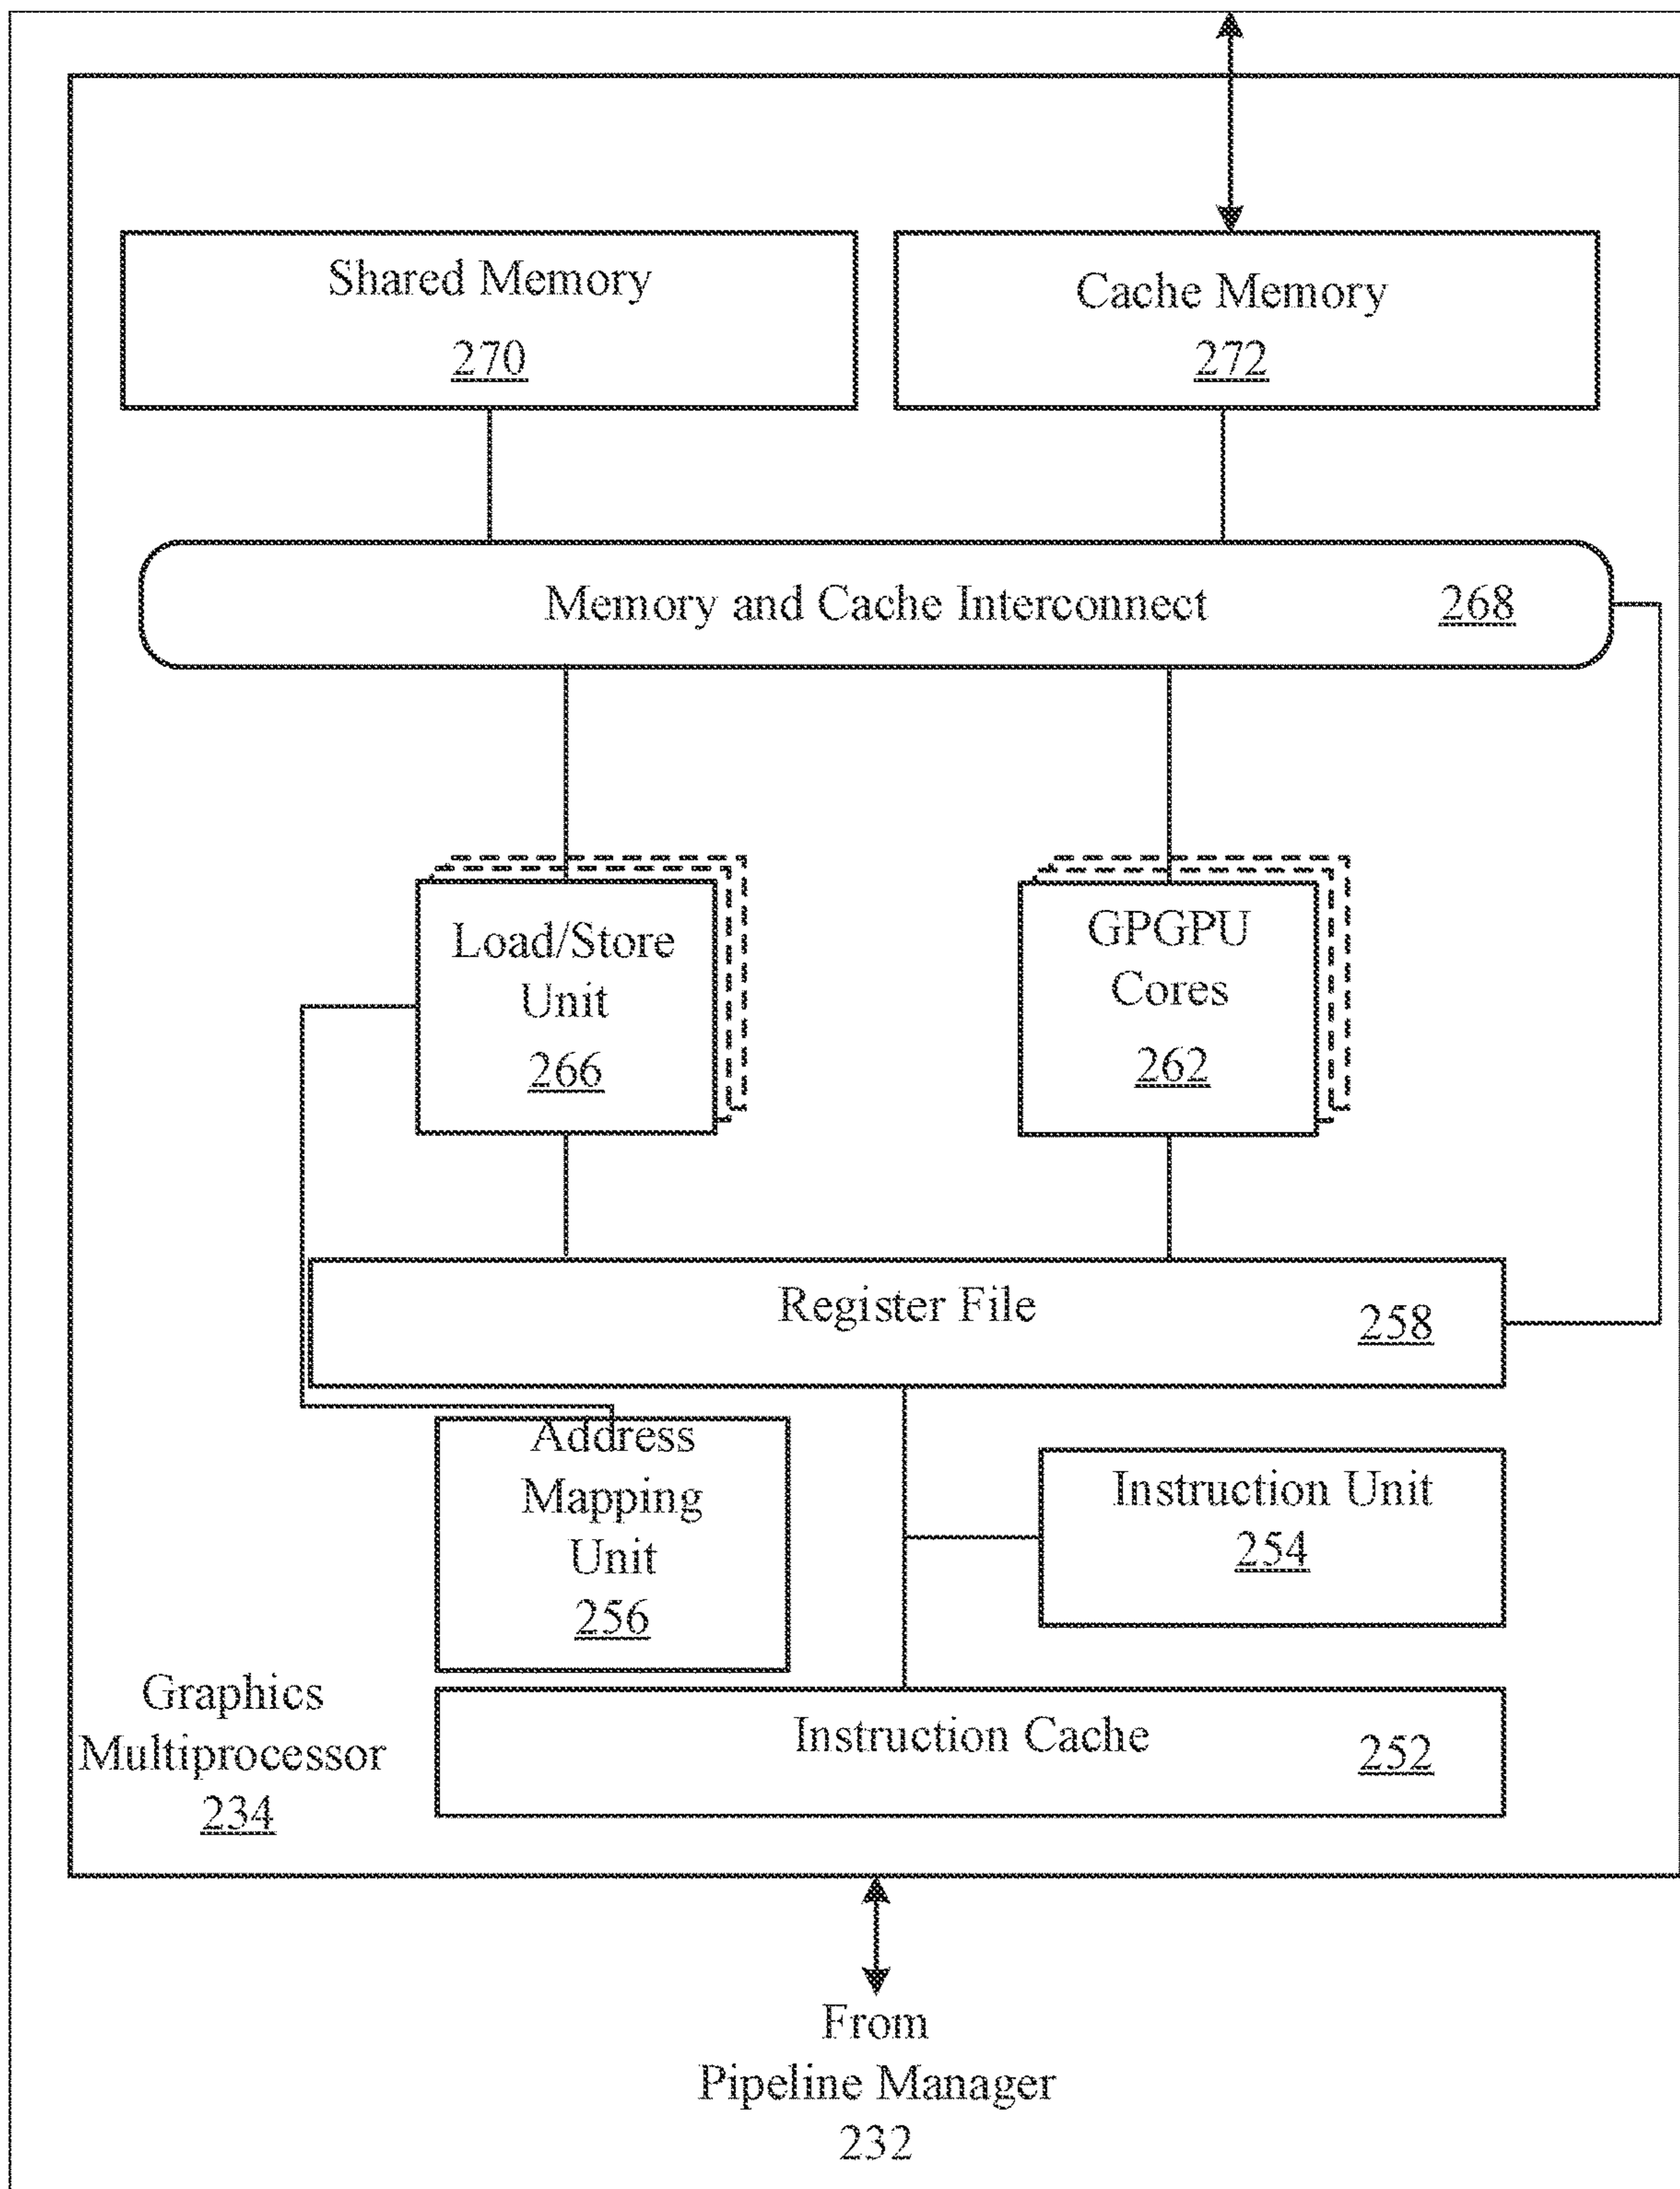 Shared Memory
270
Cache Memory
272
Memory and Cache Interconnect 268
Load/Store
Unit
266
GPGPU
Cores
262
Register File 258
Address
Mapping
Unit
256
Instruction Unit
254
Graphics
Multiprocessor
234
Instruction Cache 252
From
Pipeline Manager
232